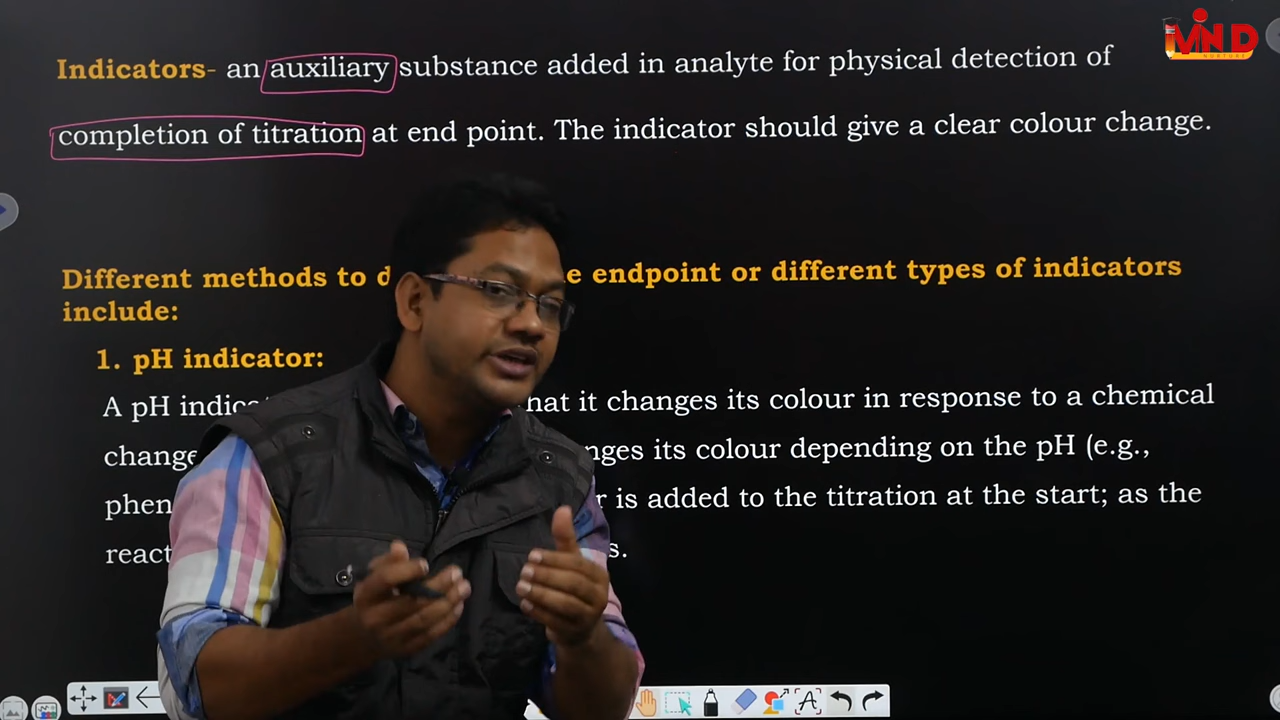 MIND
NURTURE
Indicators- an auxiliary substance added in analyte for physical detection of
completion of titration at end point. The indicator should give a clear colour change.
Different methods to endpoint or different types of indicators
include:
1. pH indicator:
A pH hat it changes its colour in response to a chemical
change nges its colour depending on the pH (e.g.,
phen r is added to the titration at the start; as the
react s.
A